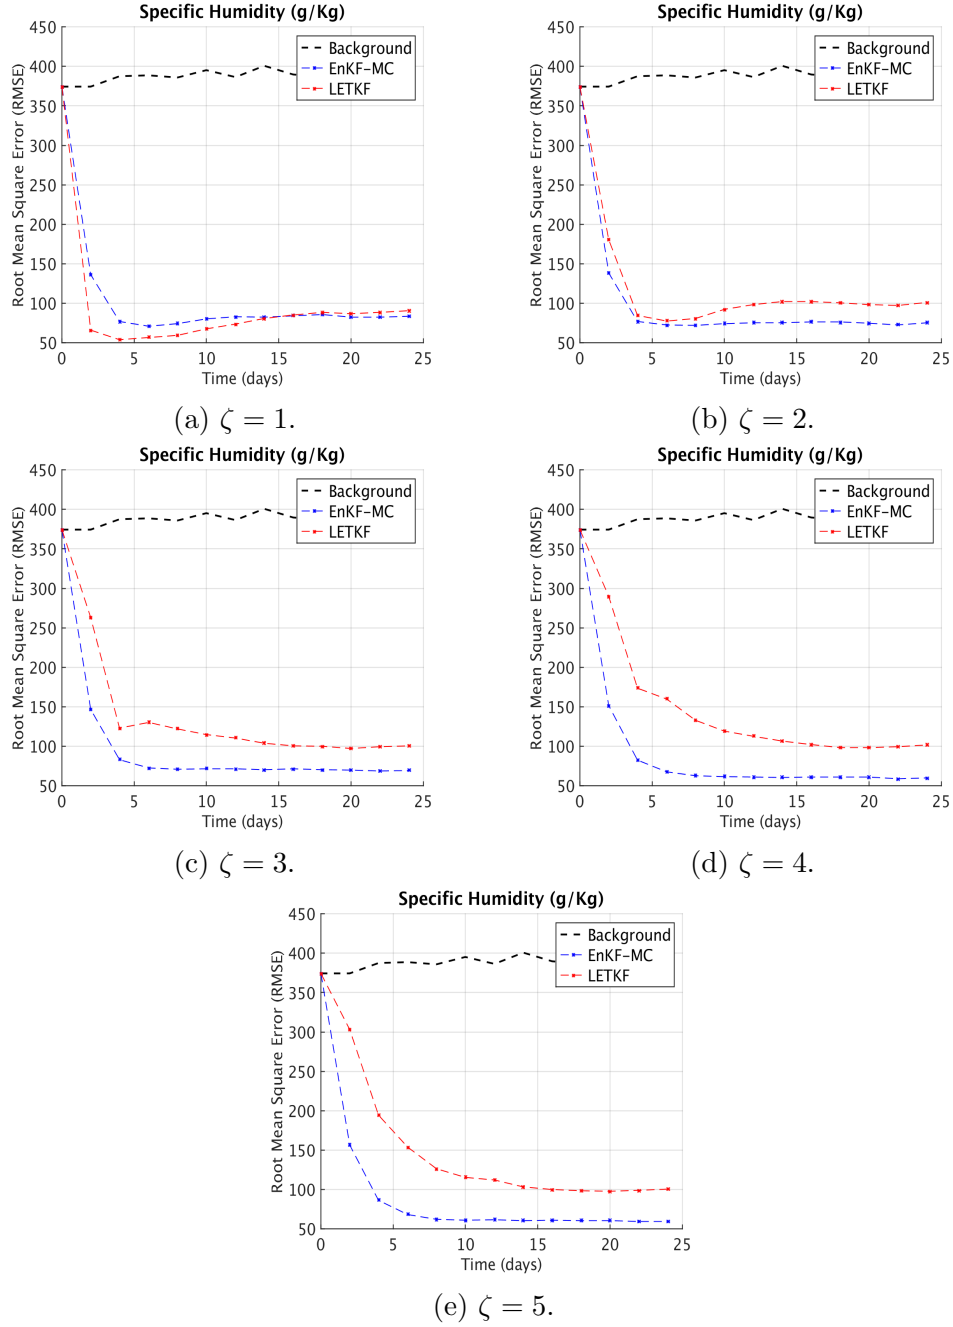 Specific Humidity (g/Kg)
Root Mean Square Error (RMSE)
450
400
350
300
250
200
150
100
50
Background
EnKF-MC
LETKF
0 5 10 15 20 25
Time (days)
(a) ζ = 1.
Specific Humidity (g/Kg)
Root Mean Square Error (RMSE)
450
400
350
300
250
200
150
100
50
Background
EnKF-MC
LETKF
0 5 10 15 20 25
Time (days)
(b) ζ = 2.
Specific Humidity (g/Kg)
Root Mean Square Error (RMSE)
450
400
350
300
250
200
150
100
50
Background
EnKF-MC
LETKF
0 5 10 15 20 25
Time (days)
(c) ζ = 3.
Specific Humidity (g/Kg)
Root Mean Square Error (RMSE)
450
400
350
300
250
200
150
100
50
Background
EnKF-MC
LETKF
0 5 10 15 20 25
Time (days)
(d) ζ = 4.
Specific Humidity (g/Kg)
Root Mean Square Error (RMSE)
450
400
350
300
250
200
150
100
50
Background
EnKF-MC
LETKF
0 5 10 15 20 25
Time (days)
(e) ζ = 5.